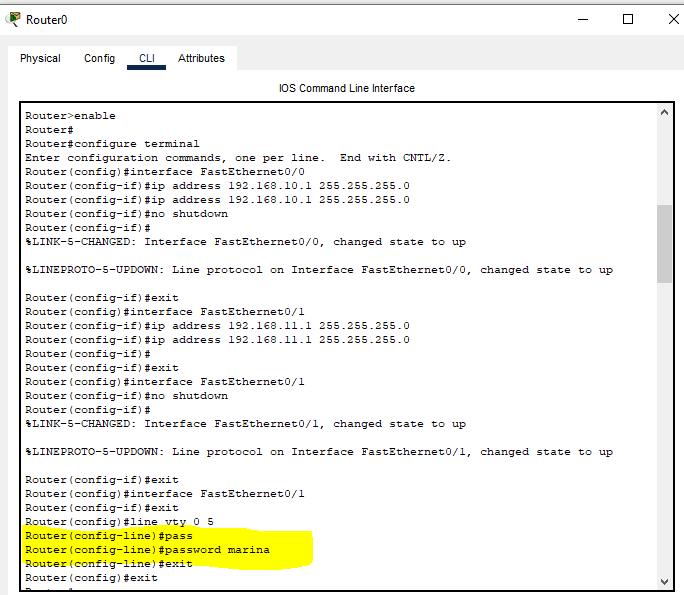 Router0
Physical Config CLI Attributes
IOS Command Line Interface
Router>enable
Router#
Router#configure terminal
Enter configuration commands, one per line.  End with CNTL/Z.
Router(config)#interface FastEthernet0/0
Router(config-if)#ip address 192.168.10.1 255.255.255.0
Router(config-if)#ip address 192.168.10.1 255.255.255.0
Router(config-if)#no shutdown
Router(config-if)#
%LINK-5-CHANGED: Interface FastEthernet0/0, changed state to up
%LINEPROTO-5-UPDOWN: Line protocol on Interface FastEthernet0/0, changed state to up
Router(config-if)#exit
Router(config)#interface FastEthernet0/1
Router(config-if)#ip address 192.168.11.1 255.255.255.0
Router(config-if)#ip address 192.168.11.1 255.255.255.0
Router(config-if)#
Router(config-if)#exit
Router(config)#interface FastEthernet0/1
Router(config-if)#no shutdown
Router(config-if)#
%LINK-5-CHANGED: Interface FastEthernet0/1, changed state to up
%LINEPROTO-5-UPDOWN: Line protocol on Interface FastEthernet0/1, changed state to up
Router(config-if)#exit
Router(config)#interface FastEthernet0/1
Router(config-if)#exit
Router(config)#line vty 0 5
Router(config-line)#pass
Router(config-line)#password marina
Router(config-line)#exit
Router(config)#exit